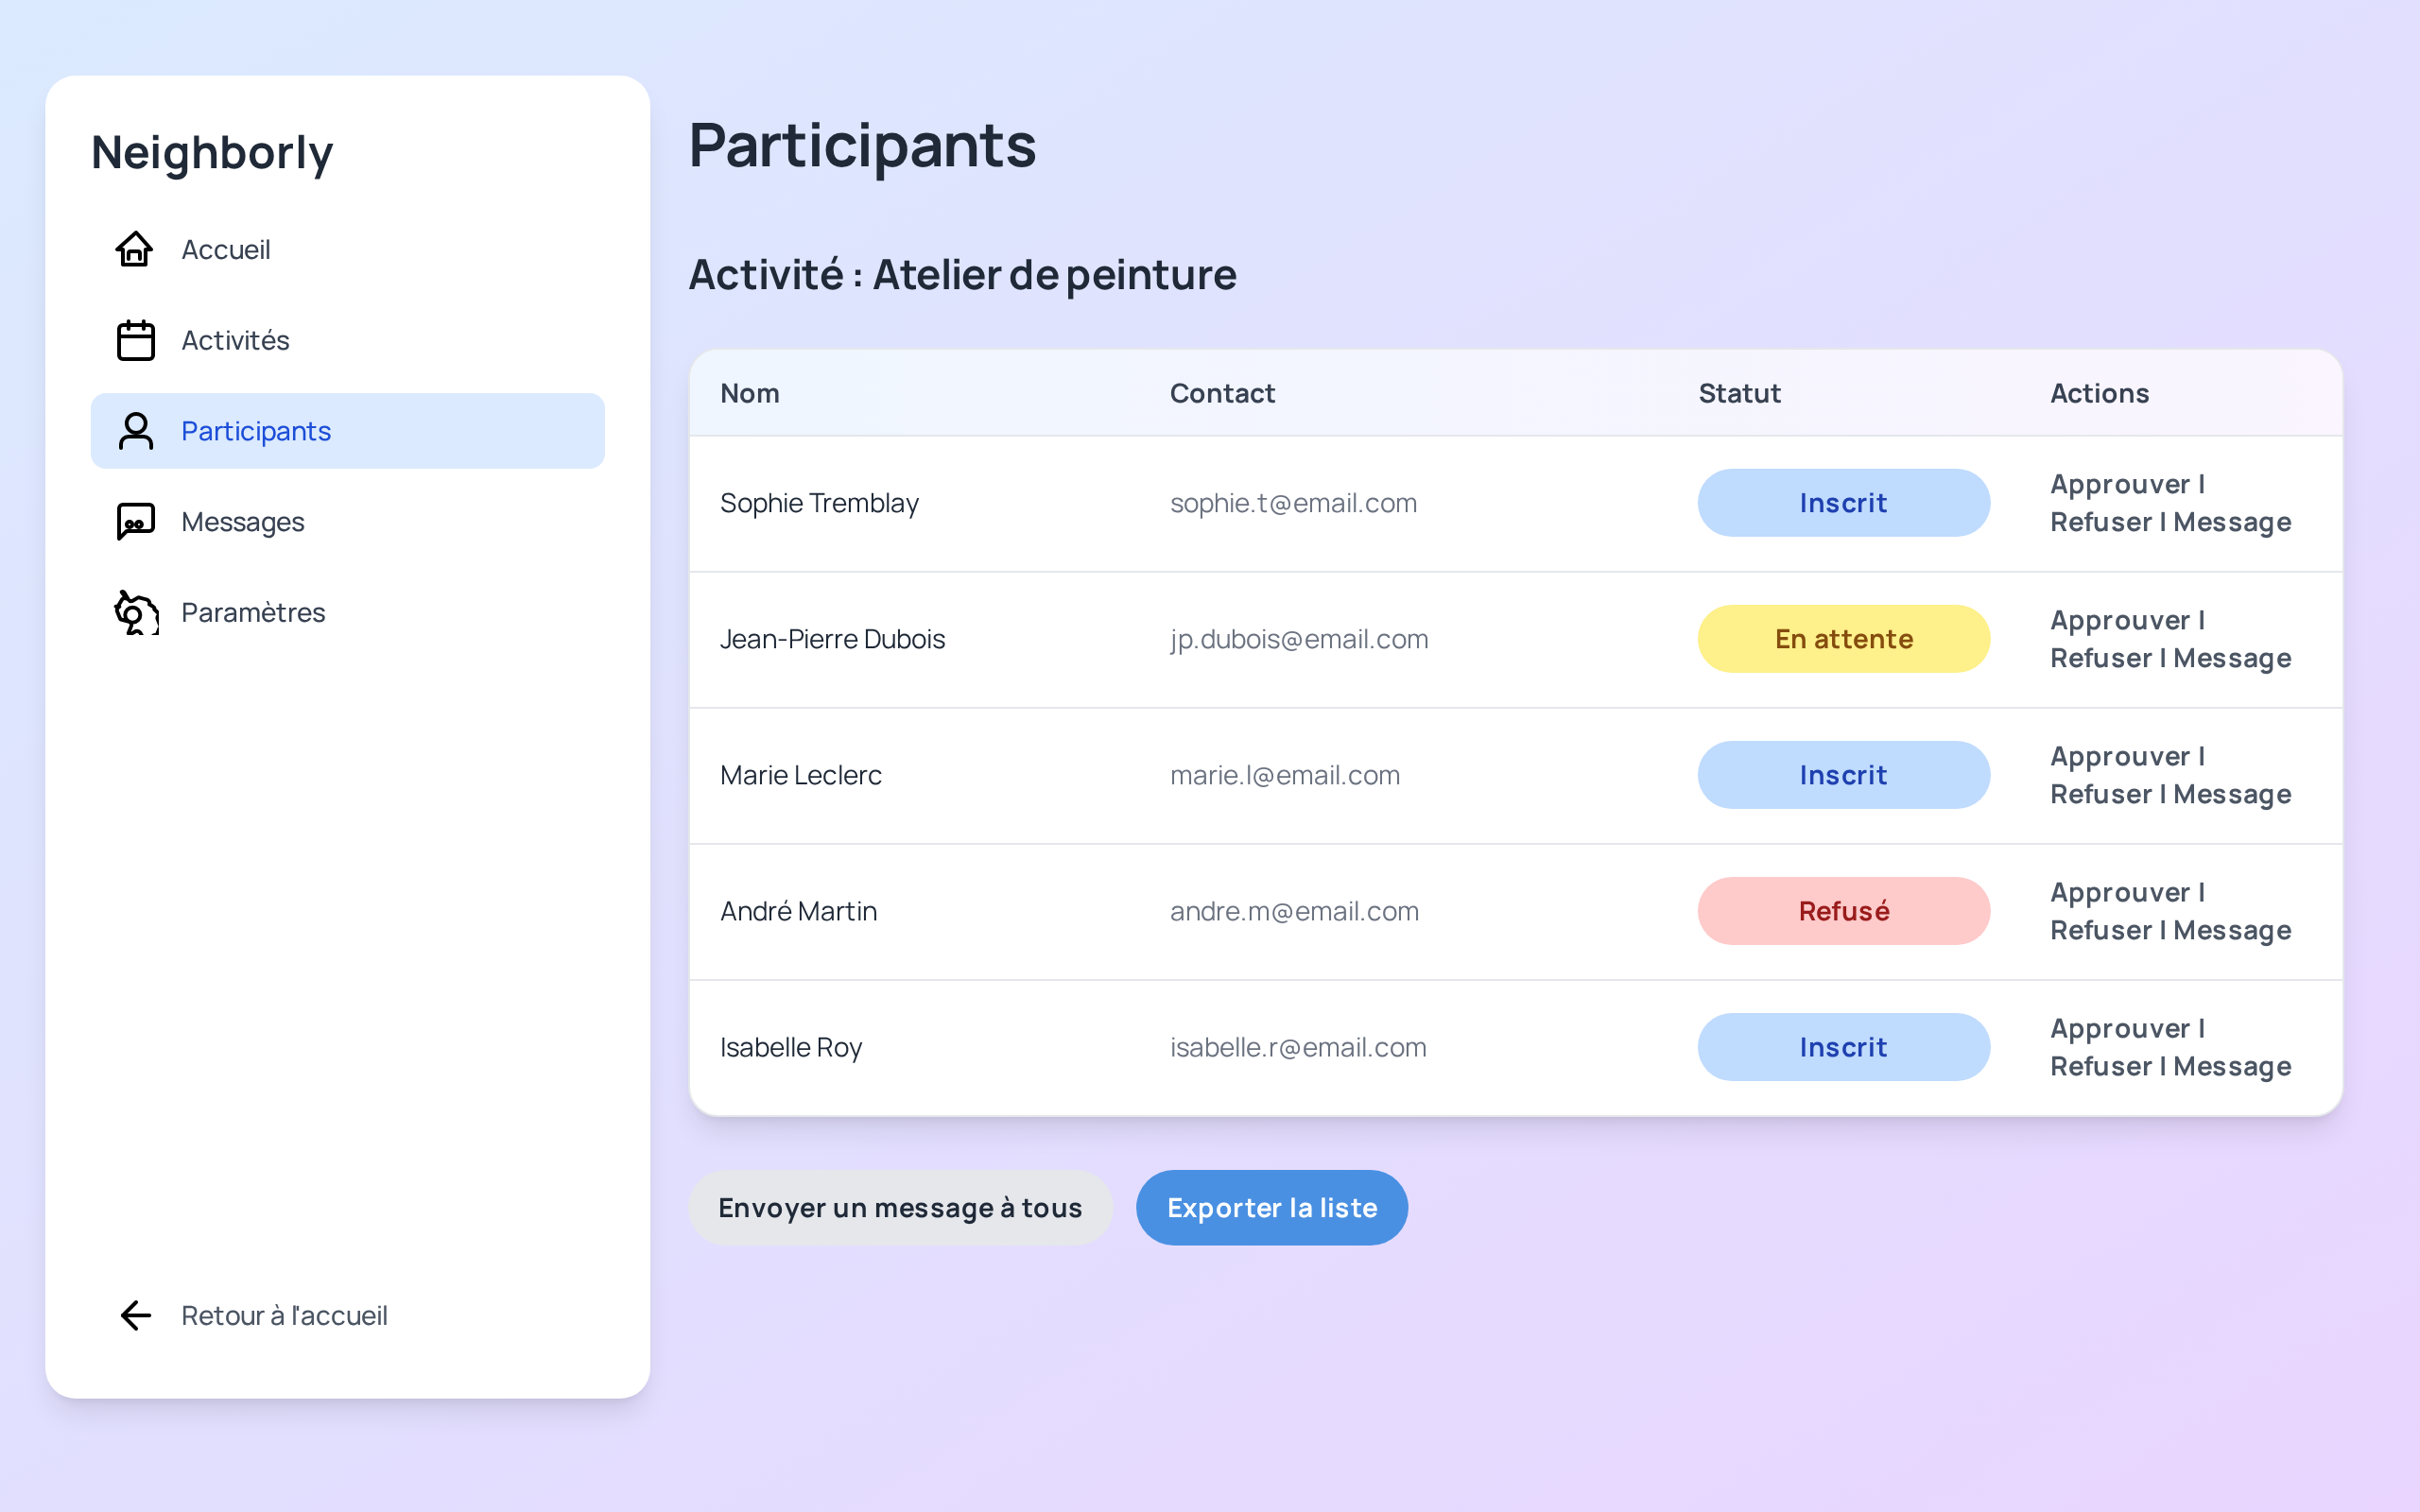 Neighborly
Accueil
Activités
Participants
Messages
Paramètres
Retour à l'accueil
Participants
Activité : Atelier de peinture
Nom Contact Statut Actions
Sophie Tremblay sophie.t@email.com Inscrit Approuver |
Refuser | Message
Jean-Pierre Dubois jp.dubois@email.com En attente Approuver |
Refuser | Message
Marie Leclerc marie.l@email.com Inscrit Approuver |
Refuser | Message
André Martin andre.m@email.com Refusé Approuver |
Refuser | Message
Isabelle Roy isabelle.r@email.com Inscrit Approuver |
Refuser | Message
Envoyer un message à tous Exporter la liste